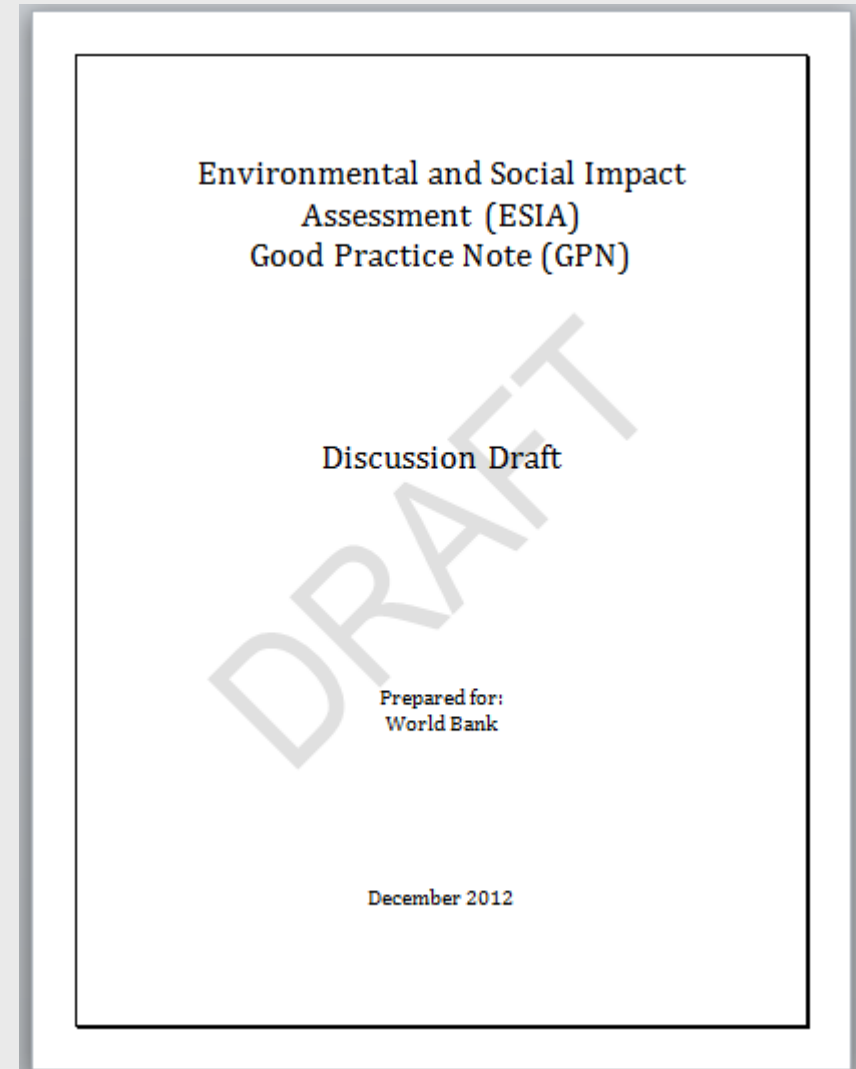 Environmental and Social Impact
Assessment (ESIA)
Good Practice Note (GPN)
Discussion Draft
DRAFT
Prepared for:
World Bank
December 2012